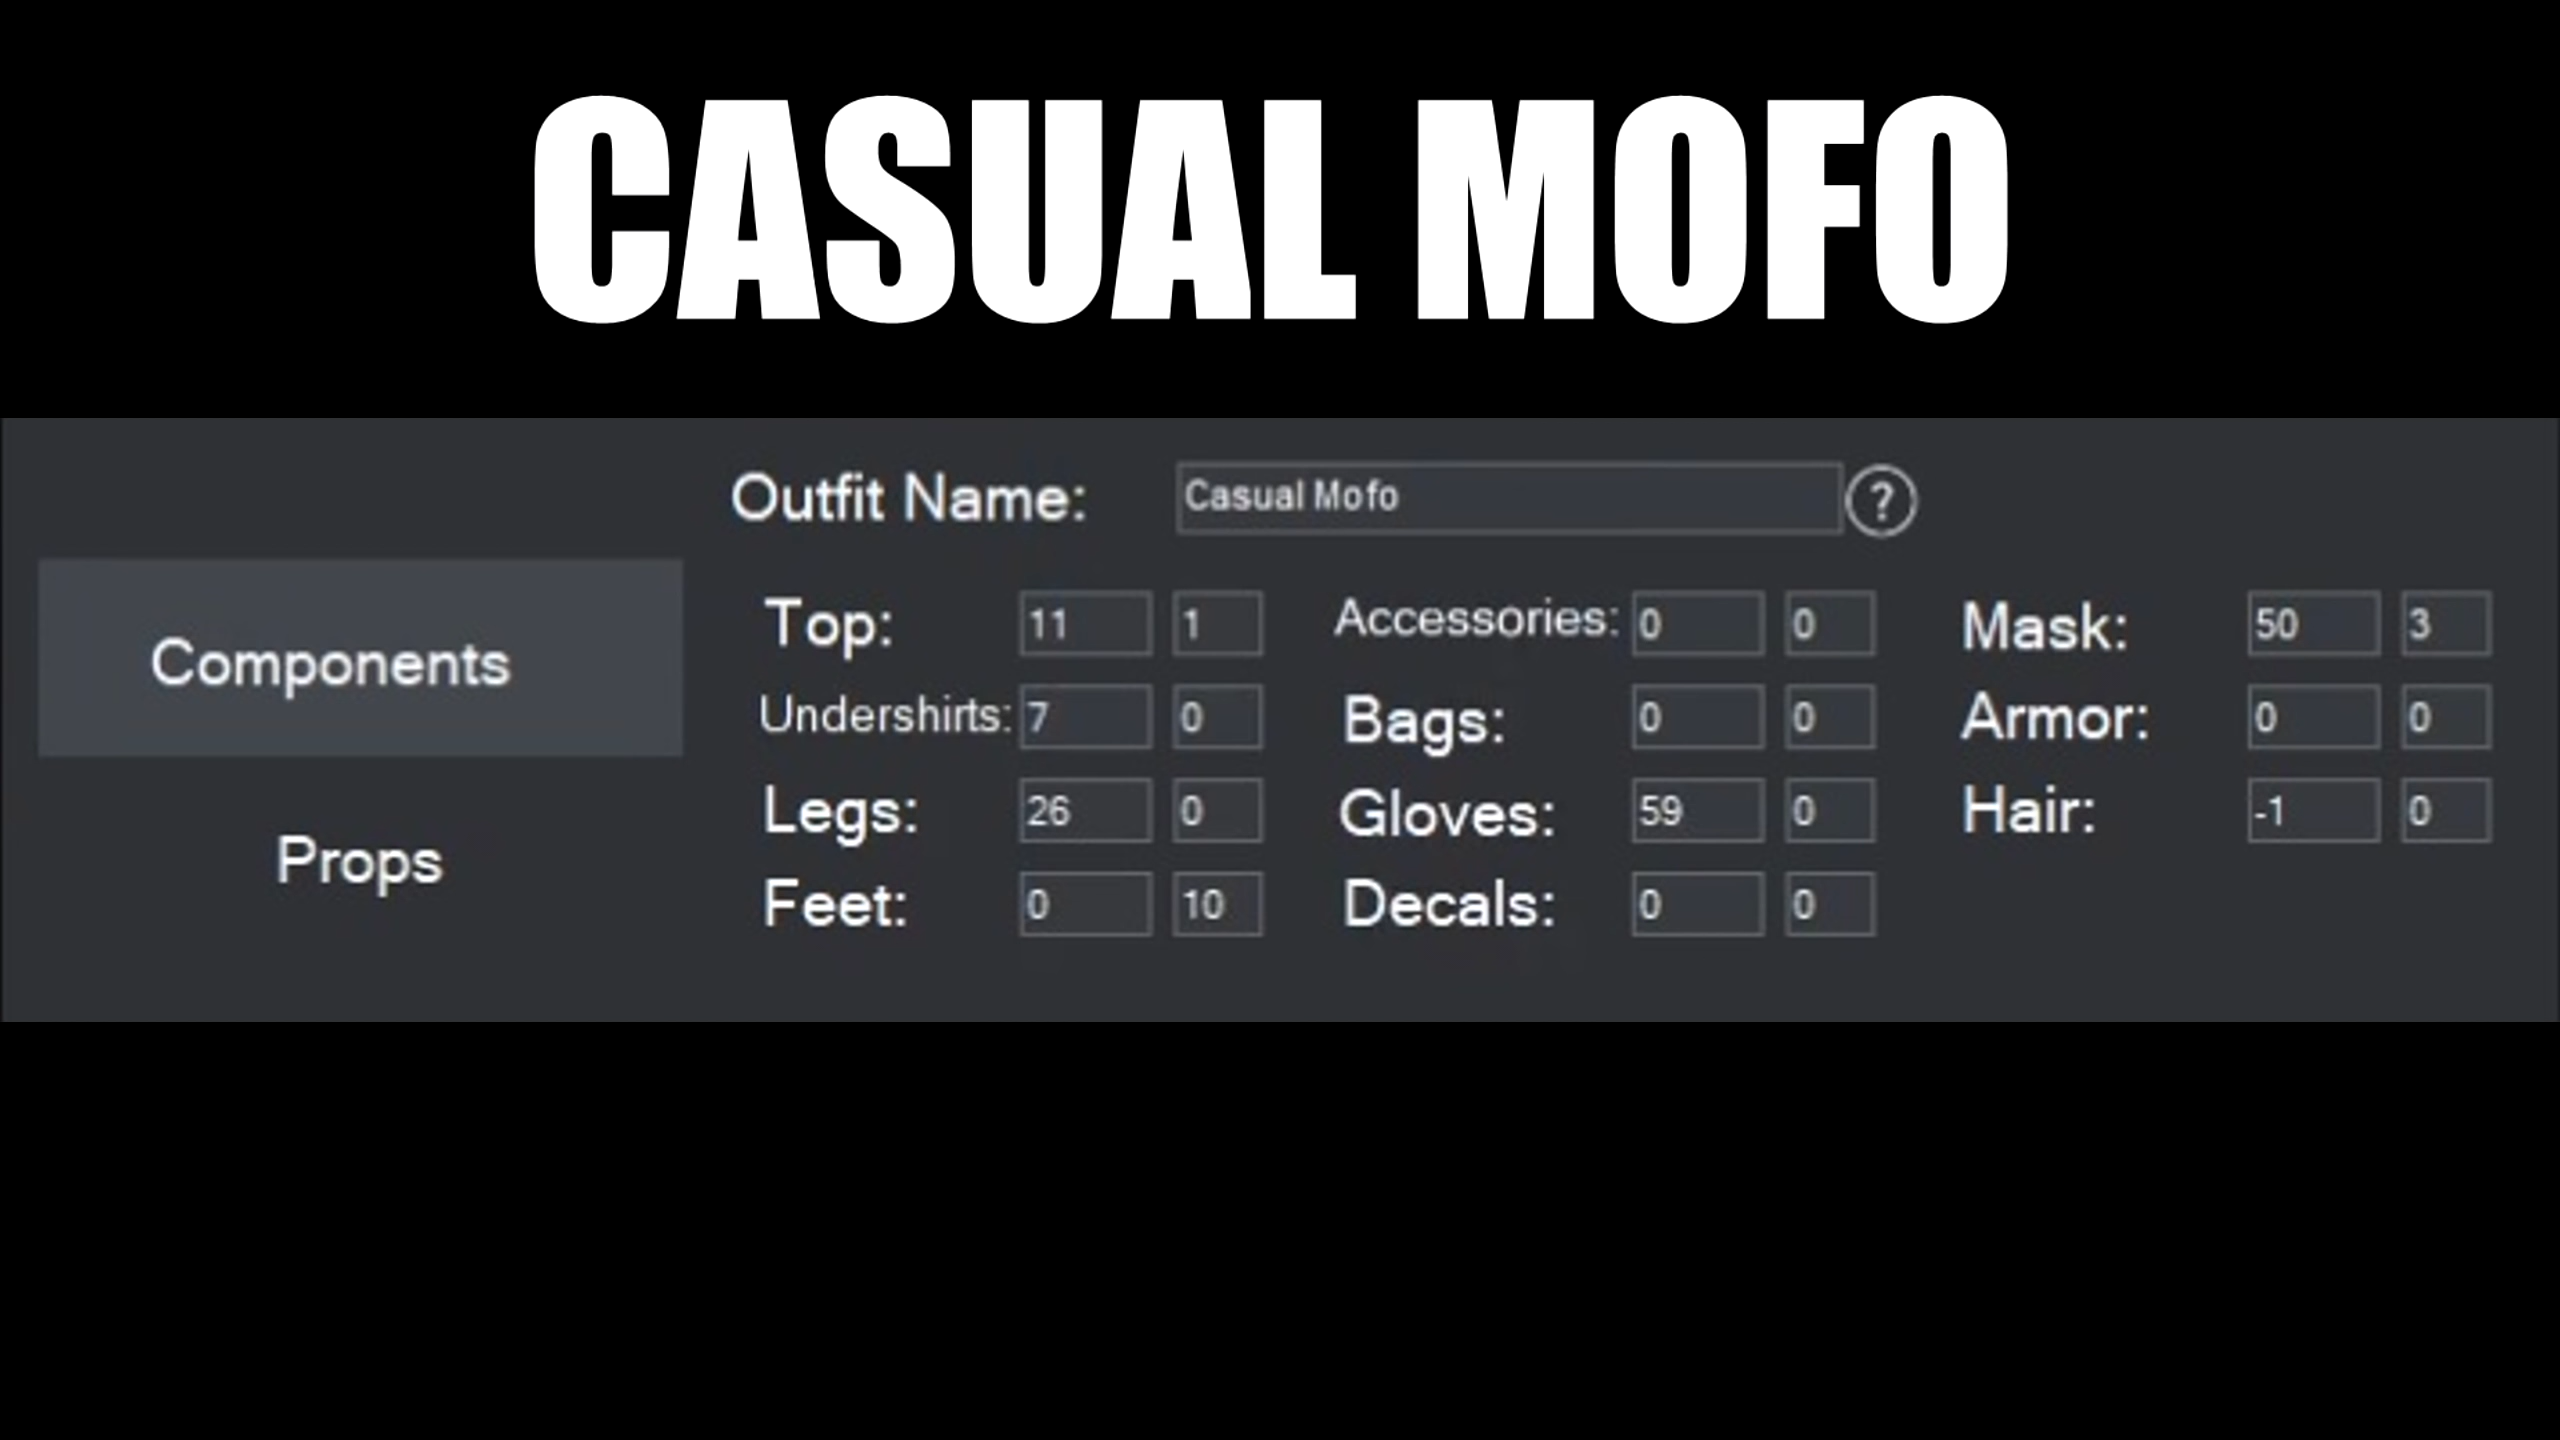 CASUAL MOFO
Outfit Name: Casual Mofo ?
Components
Props
Top: 11 1 Accessories: 0 0 Mask: 50 3
Undershirts: 7 0 Bags: 0 0 Armor: 0 0
Legs: 26 0 Gloves: 59 0 Hair: -1 0
Feet: 0 10 Decals: 0 0